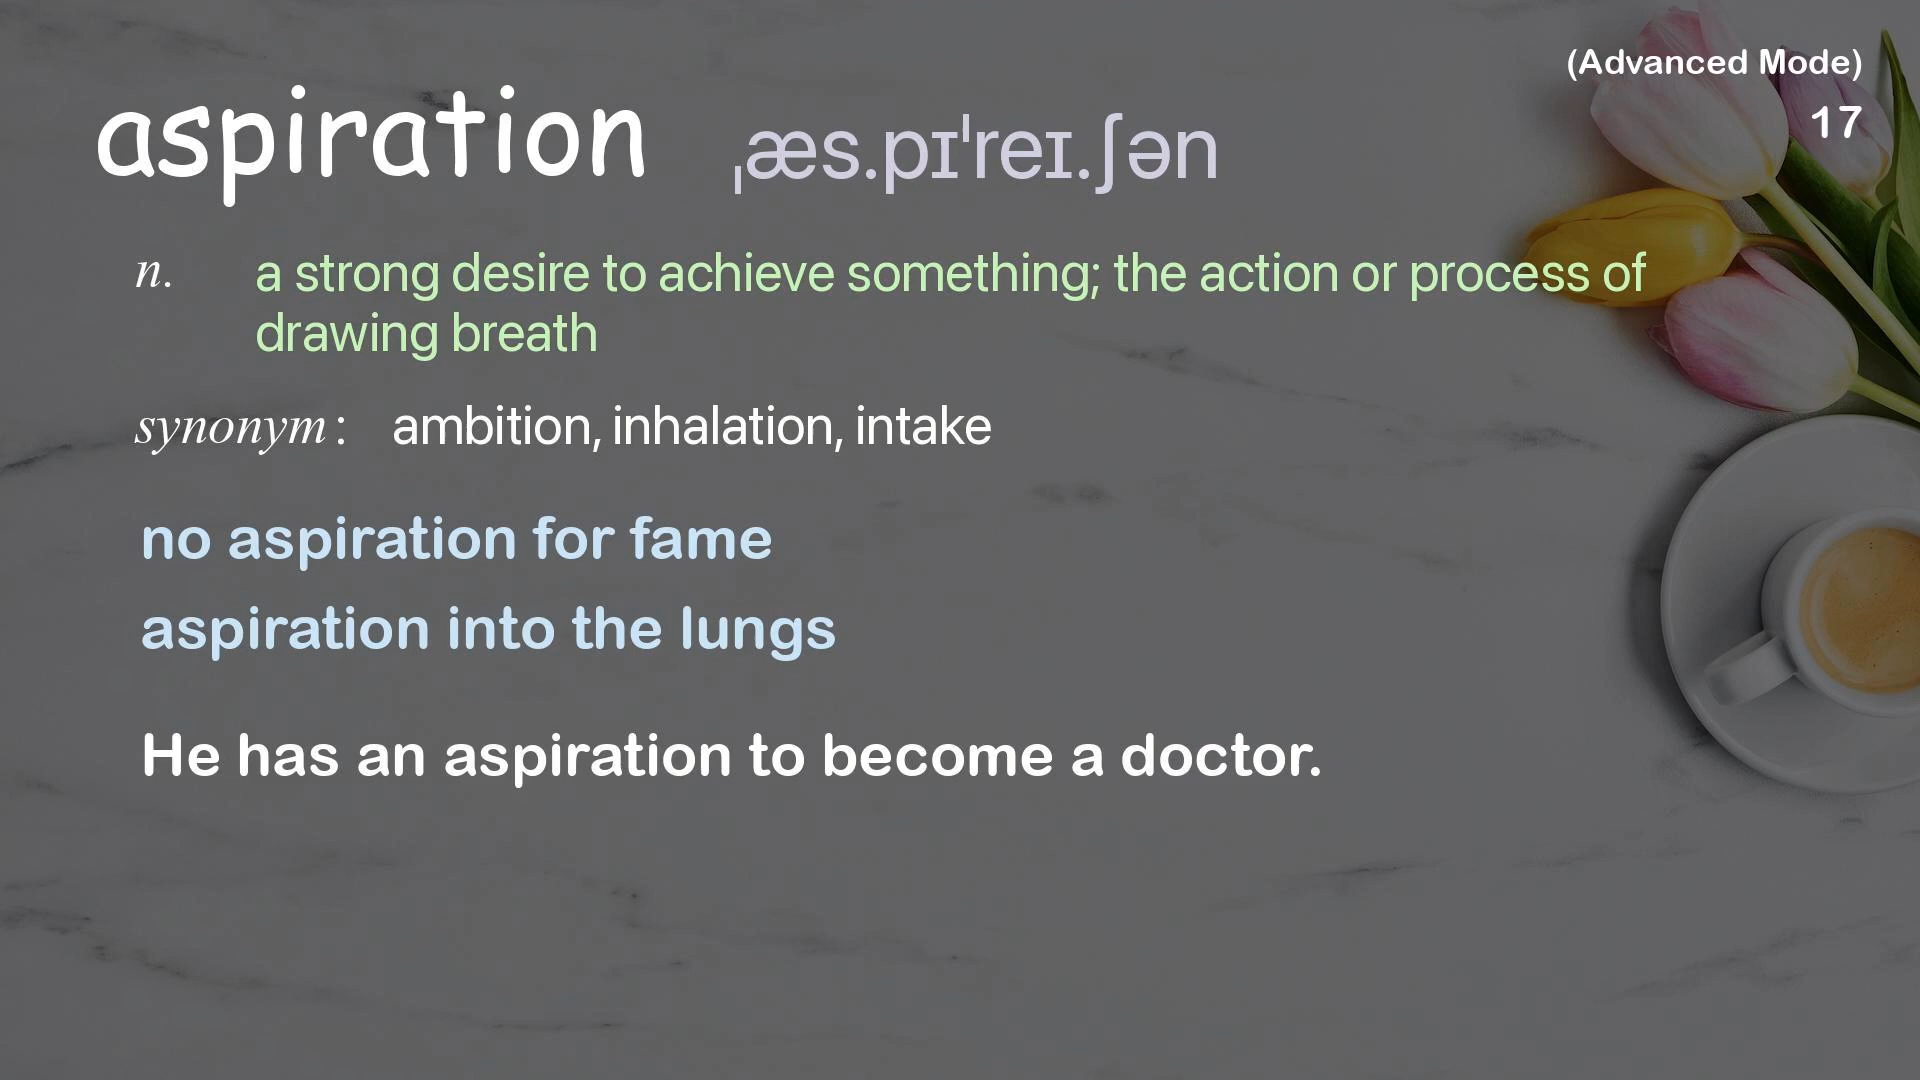 (Advanced Mode)
17
aspiration ˌæs.pɪˈreɪ.ʃən
n. a strong desire to achieve something; the action or process of
drawing breath
synonym: ambition, inhalation, intake
no aspiration for fame
aspiration into the lungs
He has an aspiration to become a doctor.